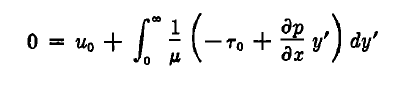 0 = u₀ + ∫₀^∞ 1/μ (−τ₀ + ∂p/∂x y′) dy′